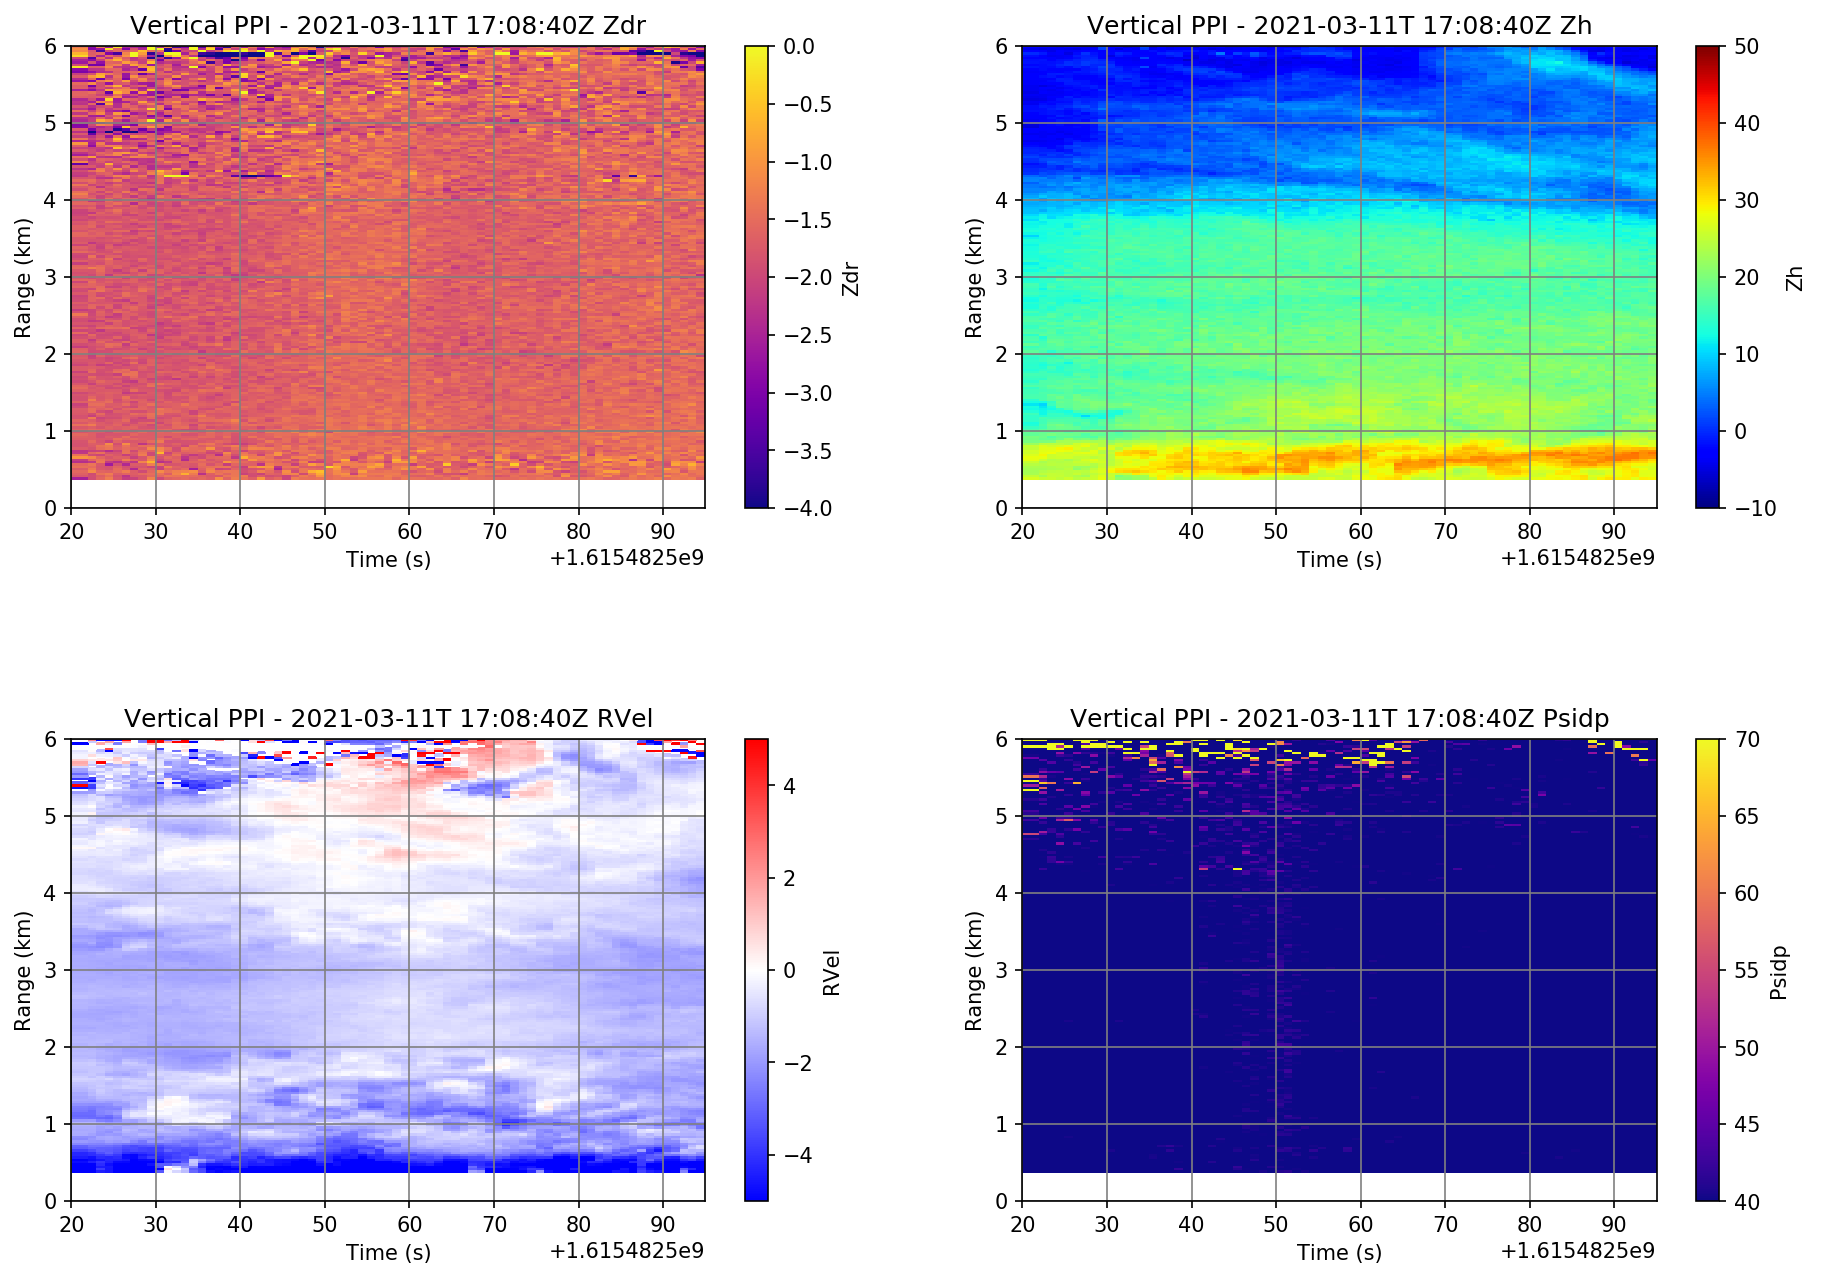 Vertical PPI - 2021-03-11T 17:08:40Z Zdr
6
5
4
3
2
1
0
Range (km)
20 30 40 50 60 70 80 90
Time (s)
+1.6154825e9
0.0
−0.5
−1.0
−1.5
−2.0
−2.5
−3.0
−3.5
−4.0
Zdr
Vertical PPI - 2021-03-11T 17:08:40Z Zh
6
5
4
3
2
1
0
Range (km)
20 30 40 50 60 70 80 90
Time (s)
+1.6154825e9
50
40
30
20
10
0
−10
Zh
Vertical PPI - 2021-03-11T 17:08:40Z RVel
6
5
4
3
2
1
0
Range (km)
20 30 40 50 60 70 80 90
Time (s)
+1.6154825e9
4
2
0
−2
−4
RVel
Vertical PPI - 2021-03-11T 17:08:40Z Psidp
6
5
4
3
2
1
0
Range (km)
20 30 40 50 60 70 80 90
Time (s)
+1.6154825e9
70
65
60
55
50
45
40
Psidp